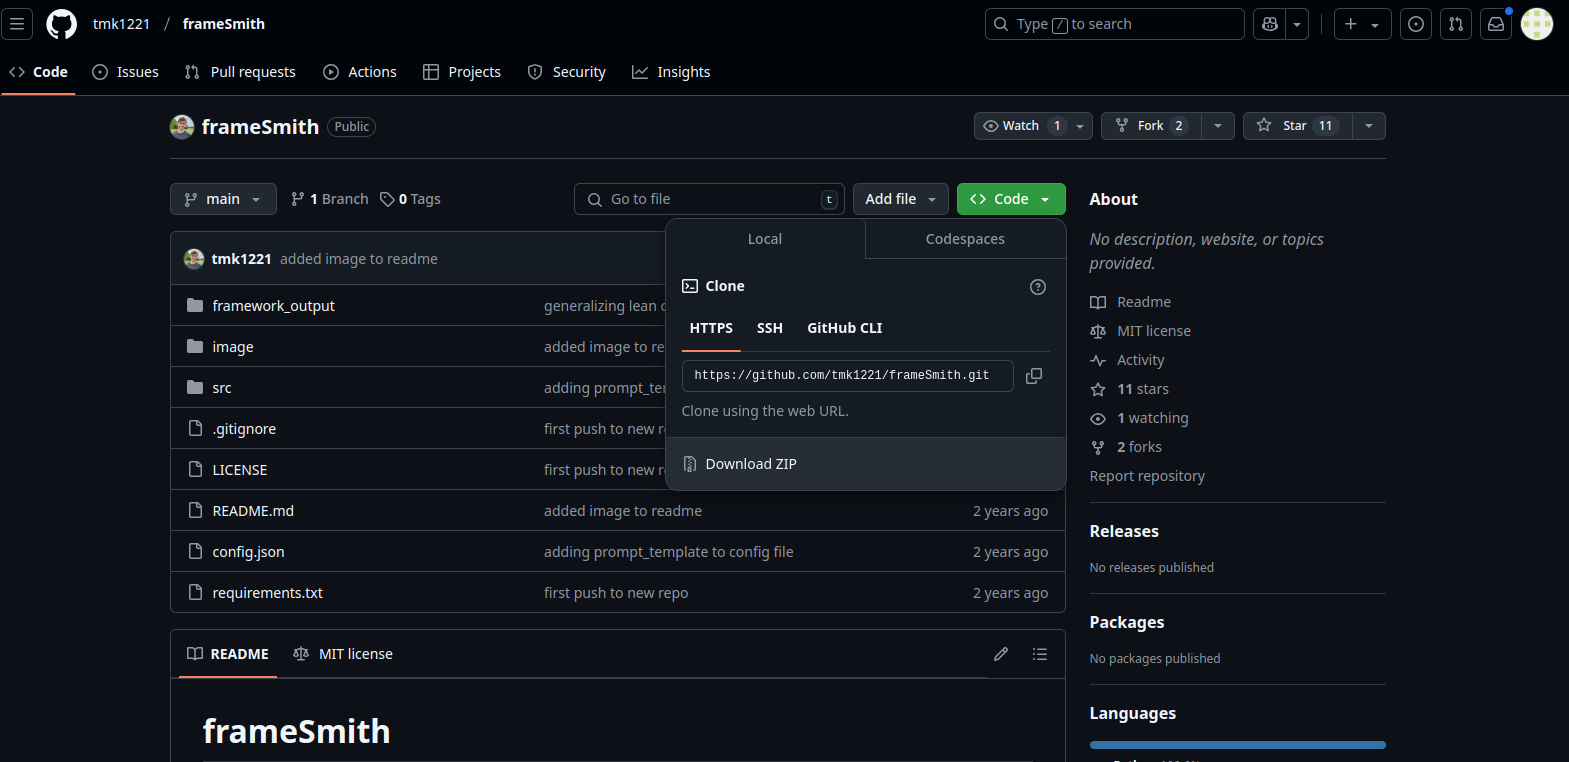 tmk1221 / frameSmith
Type / to search
Code Issues Pull requests Actions Projects Security Insights
frameSmith Public
Watch 1 Fork 2 Star 11
main 1 Branch 0 Tags
Go to file t
Add file
Code
Local Codespaces
Clone
HTTPS SSH GitHub CLI
https://github.com/tmk1221/frameSmith.git
Clone using the web URL.
Download ZIP
tmk1221 added image to readme
framework_output generalizing lean
image added image to
src adding
.gitignore first push to new
LICENSE first push to new
README.md added image to readme 2 years ago
config.json adding prompt_template to config file 2 years ago
requirements.txt first push to new repo 2 years ago
README MIT license
frameSmith
About
No description, website, or topics
provided.
Readme
MIT license
Activity
11 stars
1 watching
2 forks
Report repository
Releases
No releases published
Packages
No packages published
Languages